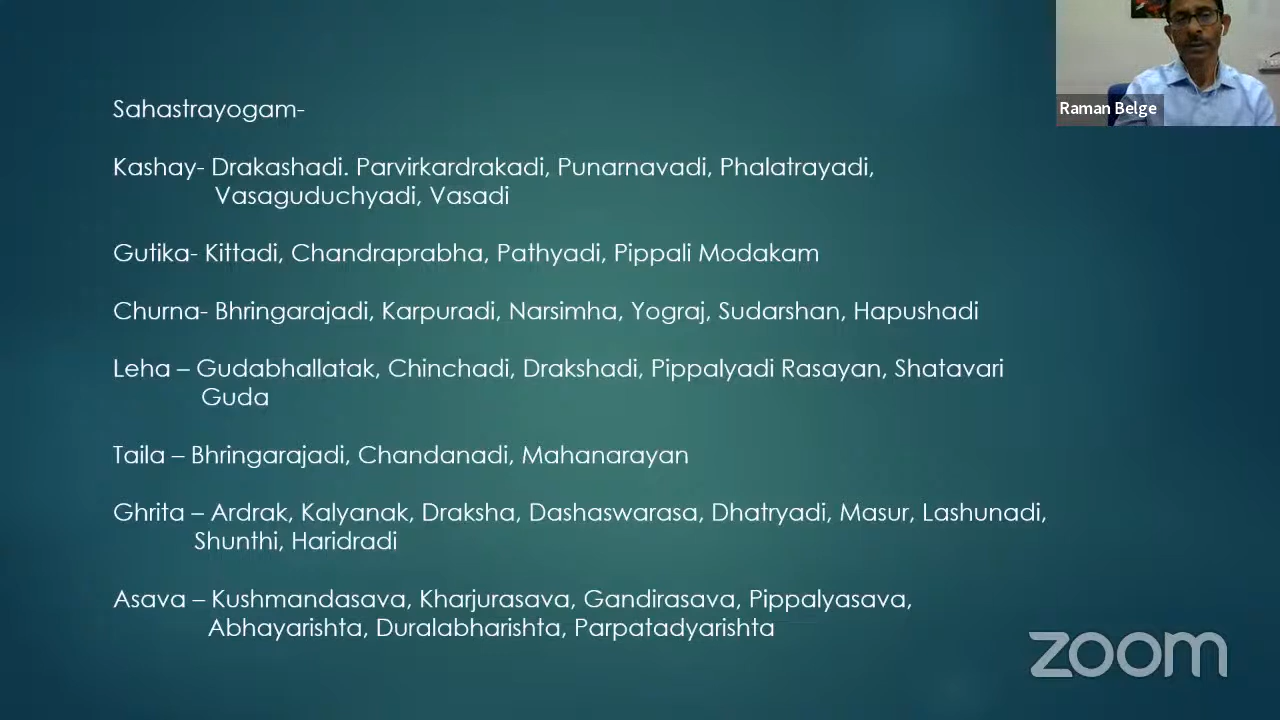 Sahastrayogam-
Kashay- Drakashadi. Parvirkardrakadi, Punarnavadi, Phalatrayadi,
Vasaguduchyadi, Vasadi
Gutika- Kittadi, Chandraprabha, Pathyadi, Pippali Modakam
Churna- Bhringarajadi, Karpuradi, Narsimha, Yograj, Sudarshan, Hapushadi
Leha – Gudabhallatak, Chinchadi, Drakshadi, Pippalyadi Rasayan, Shatavari
Guda
Taila – Bhringarajadi, Chandanadi, Mahanarayan
Ghrita – Ardrak, Kalyanak, Draksha, Dashaswarasa, Dhatryadi, Masur, Lashunadi,
Shunthi, Haridradi
Asava – Kushmandasava, Kharjurasava, Gandirasava, Pippalyasava,
Abhayarishta, Duralabharishta, Parpatadyarishta
Raman Belge
zoom